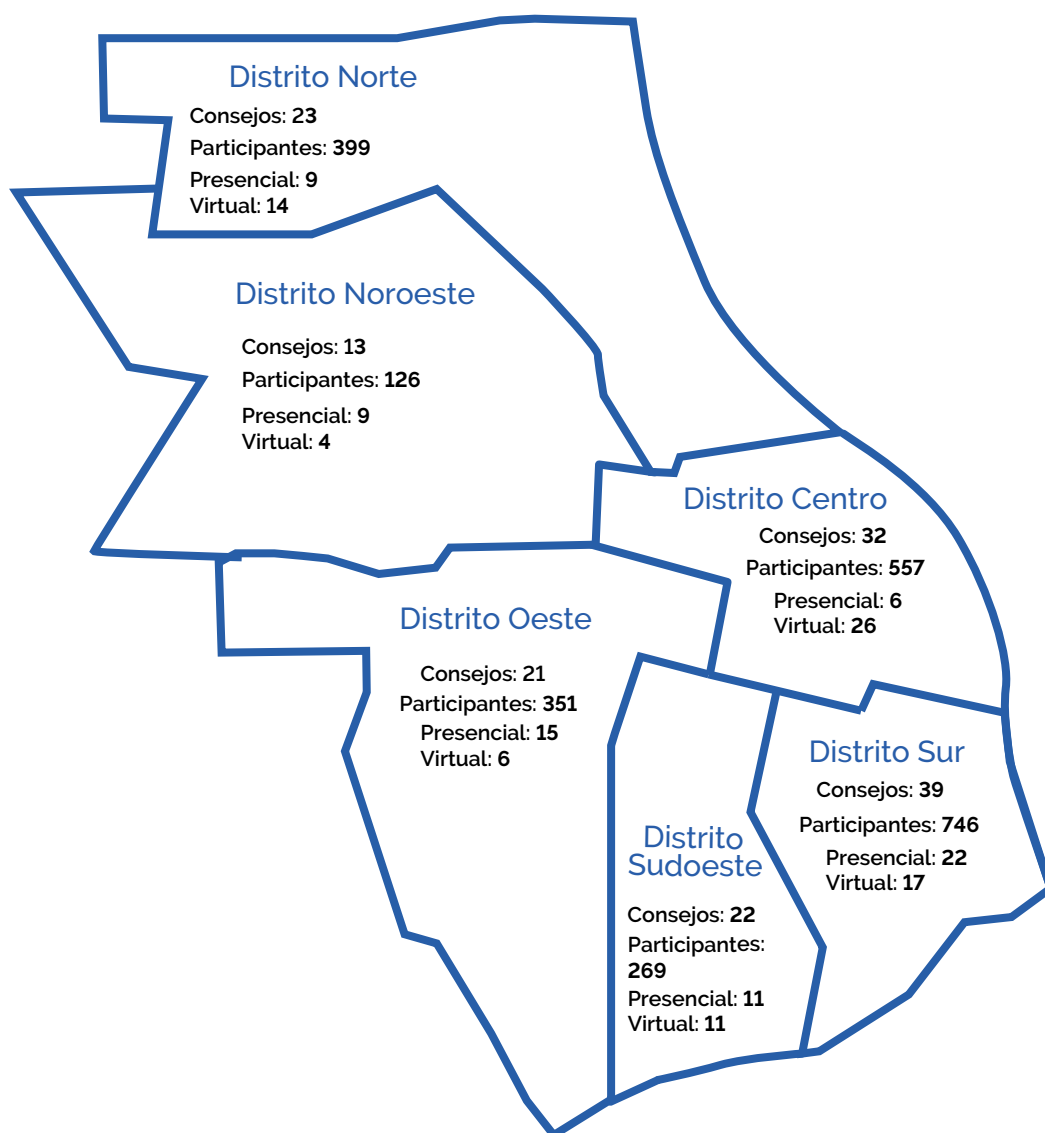 Distrito Norte
Consejos: 23
Participantes: 399
Presencial: 9
Virtual: 14
Distrito Noroeste
Consejos: 13
Participantes: 126
Presencial: 9
Virtual: 4
Distrito Centro
Consejos: 32
Participantes: 557
Presencial: 6
Virtual: 26
Distrito Oeste
Consejos: 21
Participantes: 351
Presencial: 15
Virtual: 6
Distrito Sur
Consejos: 39
Participantes: 746
Presencial: 22
Virtual: 17
Distrito
Sudoeste
Consejos: 22
Participantes:
269
Presencial: 11
Virtual: 11